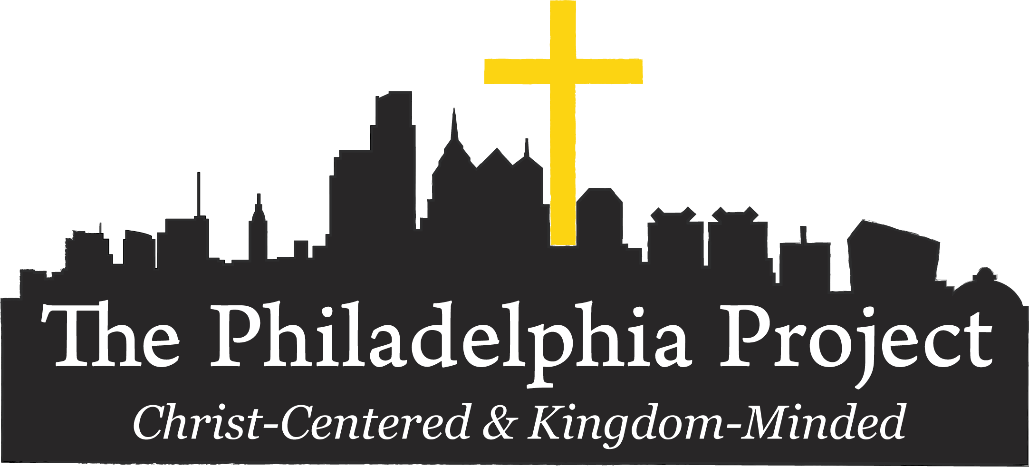 The Philadelphia Project
Christ-Centered & Kingdom-Minded